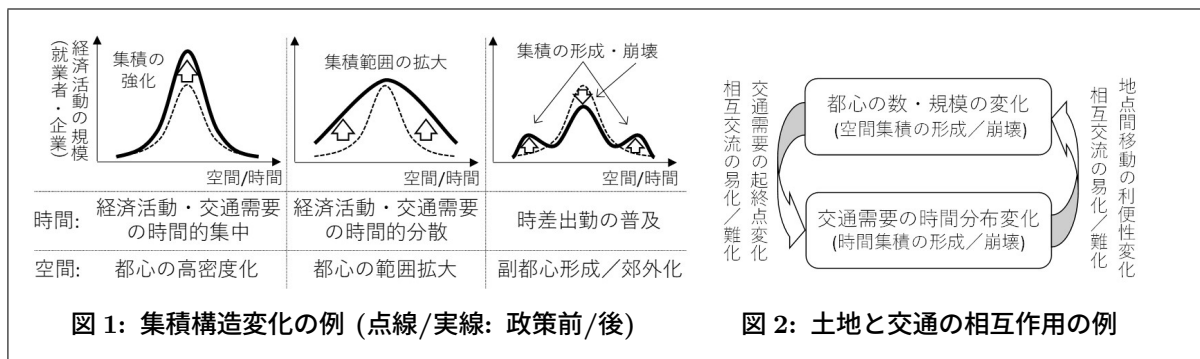 経済活動の規模
(就業者・企業)
集積の
強化
空間/時間
集積範囲の拡大
空間/時間
集積の形成・崩壊
空間/時間
時間:
経済活動・交通需要
の時間的集中
経済活動・交通需要
の時間的分散
時差出勤の普及
空間:
都心の高密度化
都心の範囲拡大
副都心形成／郊外化
図 1: 集積構造変化の例 (点線/実線: 政策前/後)
交通需要の起終点変化
相互交流の易化／難化
都心の数・規模の変化
(空間集積の形成／崩壊)
交通需要の時間分布変化
(時間集積の形成／崩壊)
地点間移動の利便性変化
相互交流の易化／難化
図 2: 土地と交通の相互作用の例